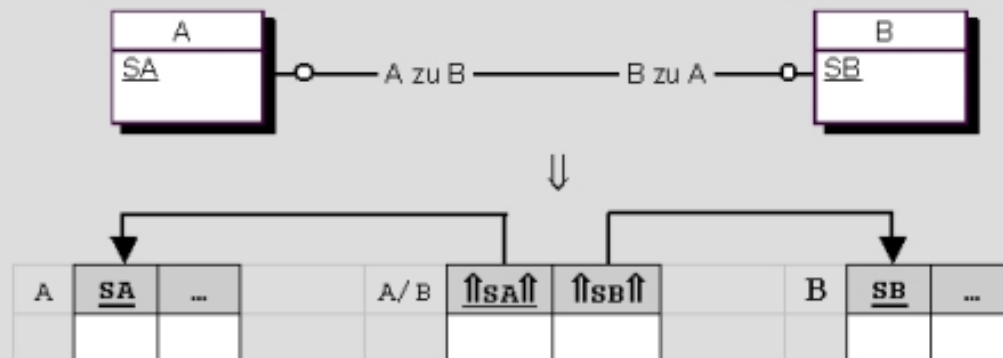 A B
SA A zu B B zu A SB
⇓
A SA ... A/B ⇑SA⇑ ⇑SB⇑ B SB ...